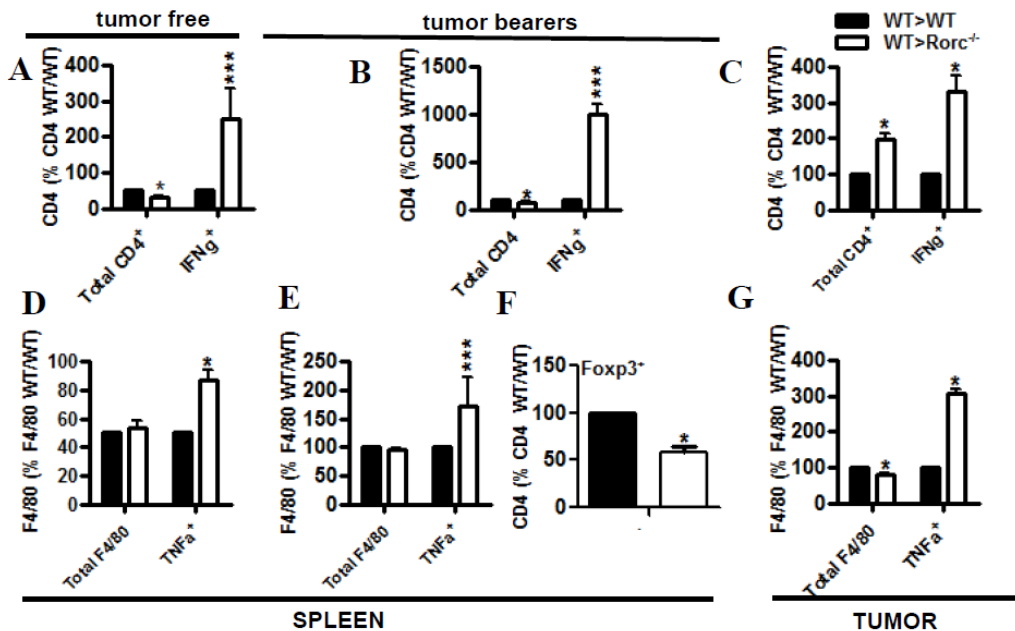 tumor free
tumor bearers
WT>WT
WT>Rorc-/-
A
CD4 (% CD4 WT/WT)
400
300
200
100
0
*
***
Total CD4+
IFNg+
B
CD4 (% CD4 WT/WT)
1500
1000
500
0
*
***
Total CD4
IFNg+
C
CD4 (% CD4 WT/WT)
400
300
200
100
0
*
*
Total CD4+
IFNg+
D
F4/80 (% F4/80 WT/WT)
100
80
60
40
20
0
*
Total F4/80
TNFa+
E
F4/80 (% F4/80 WT/WT)
250
200
150
100
50
0
***
Total F4/80
TNFa+
F
CD4 (% CD4 WT/WT)
150
100
50
0
Foxp3+
*
G
F4/80 (% F4/80 WT/WT)
400
300
200
100
0
*
*
Total F4/80
TNFa+
SPLEEN
TUMOR